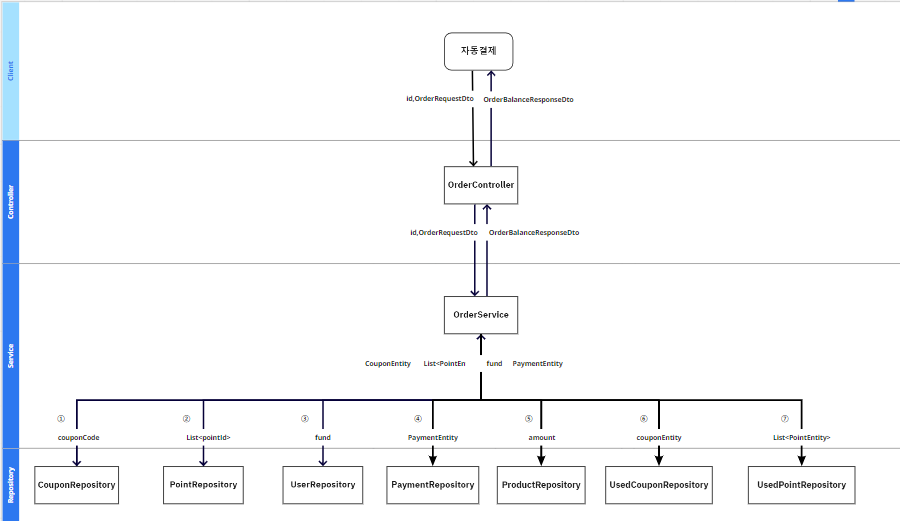 Client
자동결제
id,OrderRequestDto
OrderBalanceResponseDto
Controller
OrderController
id,OrderRequestDto
OrderBalanceResponseDto
Service
OrderService
CouponEntity
List<PointEn
fund
PaymentEntity
①
②
③
④
⑤
⑥
⑦
couponCode
List<pointId>
fund
PaymentEntity
amount
couponEntity
List<PointEntity>
Repository
CouponRepository
PointRepository
UserRepository
PaymentRepository
ProductRepository
UsedCouponRepository
UsedPointRepository